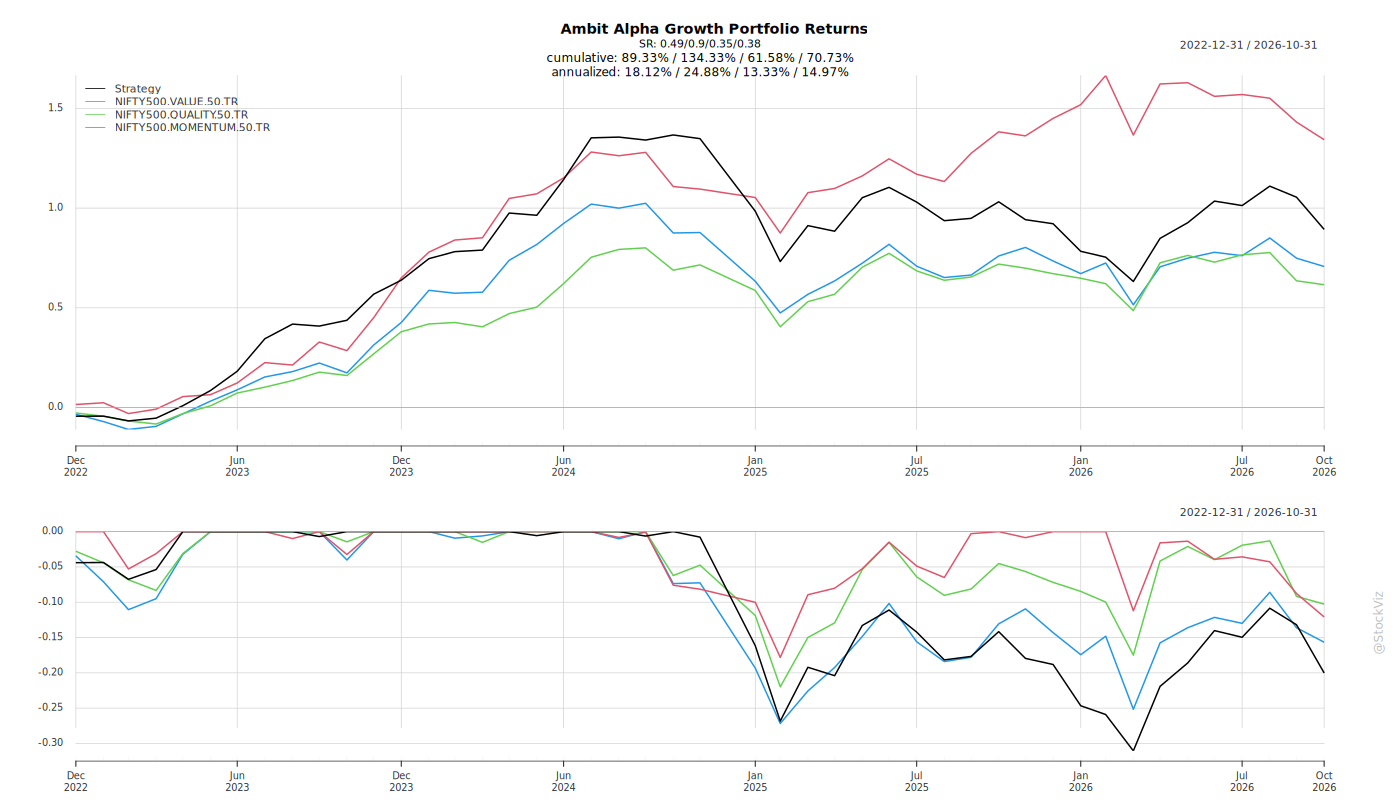 Ambit Alpha Growth Portfolio Returns
SR: 0.49/0.9/0.35/0.38
cumulative: 89.33% / 134.33% / 61.58% / 70.73%
annualized: 18.12% / 24.88% / 13.33% / 14.97%
2022-12-31 / 2026-10-31
Strategy
NIFTY500.VALUE.50.TR
NIFTY500.QUALITY.50.TR
NIFTY500.MOMENTUM.50.TR
1.5
1.0
0.5
0.0
Dec Jun Dec Jun Jan Jul Jan Jul Oct
2022 2023 2023 2024 2025 2025 2026 2026 2026
2022-12-31 / 2026-10-31
0.00
-0.05
-0.10
-0.15
-0.20
-0.25
-0.30
Dec Jun Dec Jun Jan Jul Jan Jul Oct
2022 2023 2023 2024 2025 2025 2026 2026 2026
@StockViz